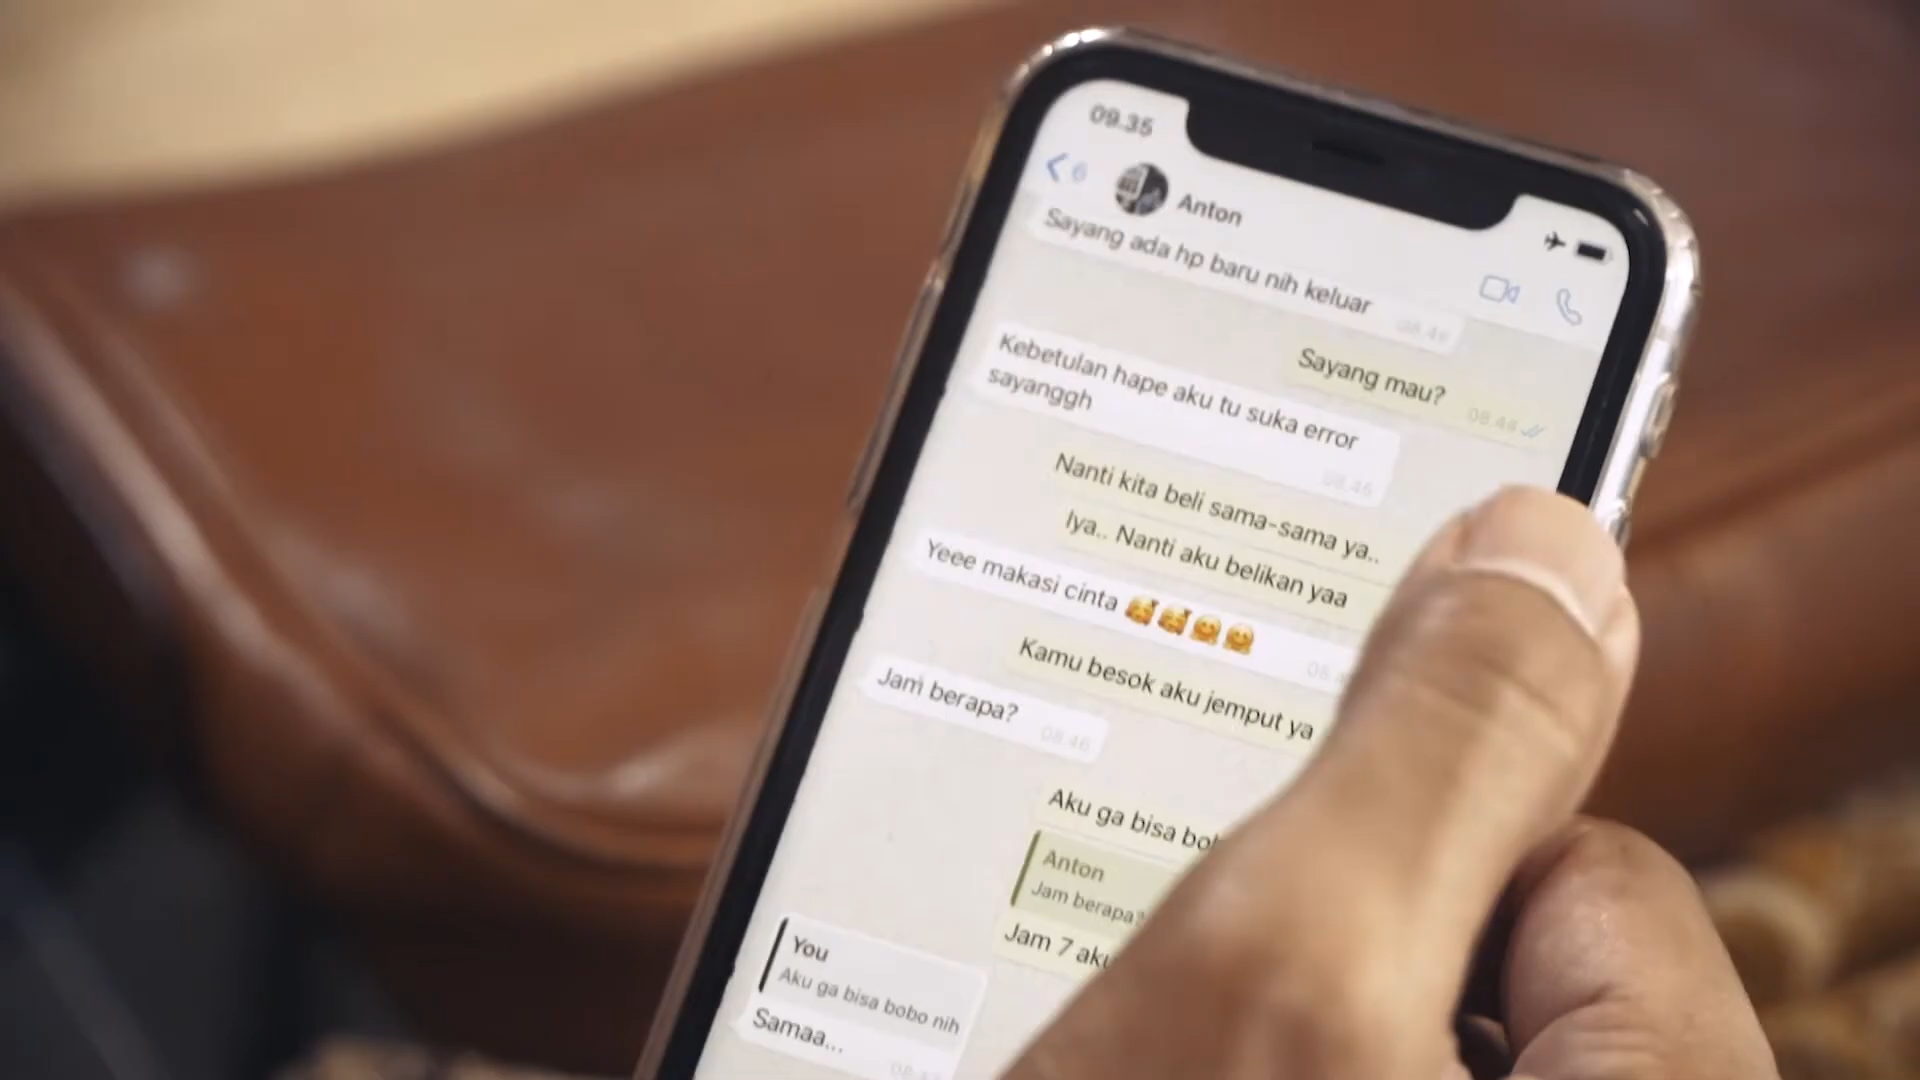 09.35
6
Anton
Sayang ada hp baru nih keluar
Sayang mau?
08.44
Kebetulan hape aku tu suka error
sayanggh
08.45
Nanti kita beli sama-sama ya..
Iya.. Nanti aku belikan yaa
Yeee makasi cinta 🥰🥰🤗🤗
Kamu besok aku jemput ya
Jam berapa?
08.46
Aku ga bisa
Anton
Jam berapa?
Jam 7
You
Aku ga bisa bobo nih
Samaa...